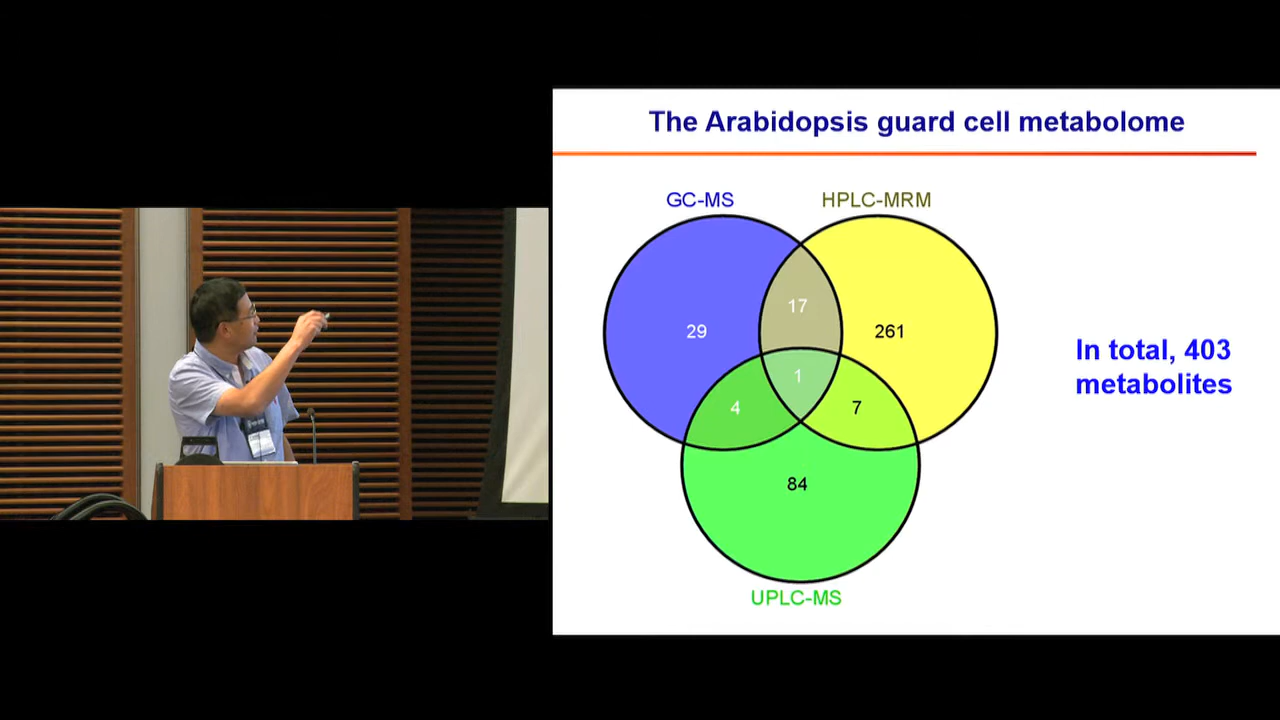 The Arabidopsis guard cell metabolome
GC-MS
HPLC-MRM
17
29
261
In total, 403
metabolites
1
4
7
84
UPLC-MS